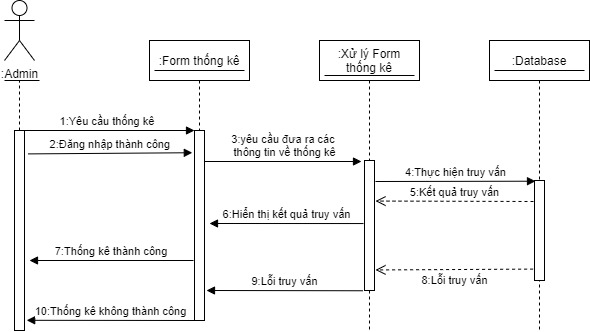 :Admin
:Form thống kê
:Xử lý Form
thống kê
:Database
1:Yêu cầu thống kê
2:Đăng nhập thành công
3:yêu cầu đưa ra các
thông tin về thống kê
4:Thực hiện truy vấn
5:Kết quả truy vấn
6:Hiển thị kết quả truy vấn
7:Thống kê thành công
8:Lỗi truy vấn
9:Lỗi truy vấn
10:Thống kê không thành công